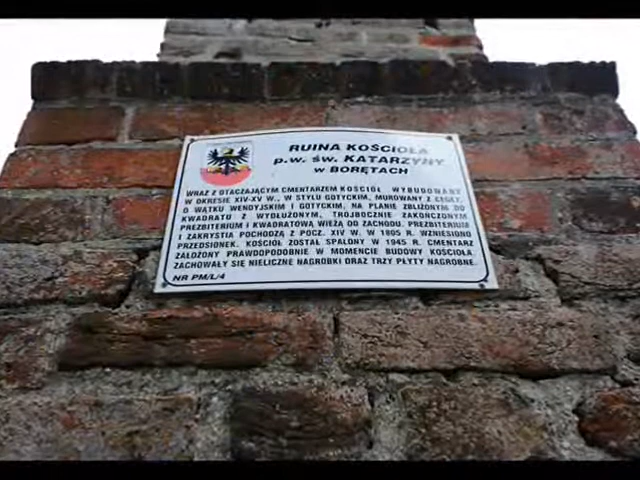 RUINA KOŚCIOŁA
p.w. św. KATARZYNY
w BORĘTACH
WRAZ Z OTACZAJĄCYM GO CMENTARZEM KOŚCIÓŁ WYBUDOWANY
W OKRESIE XIV-XV w. W STYLU GOTYCKIM, MUROWANY Z CEGŁY,
O WĄTKU WENDYJSKIM I GOTYCKIM, NA PLANIE ZBLIŻONYM DO
KWADRATU Z WYDŁUŻONYM, TRÓJBOCZNIE ZAKOŃCZONYM
PREZBITERIUM I KWADRATOWĄ WIEŻĄ OD ZACHODU. PREZBITERIUM
I ZAKRYSTIA POCHODZĄ Z POCZ. XIV W. W 1805 R. WZNIESIONO
PRZEDSIONEK. KOŚCIÓŁ ZOSTAŁ SPALONY W 1945 R. CMENTARZ
ZAŁOŻONY PRAWDOPODOBNIE W MOMENCIE BUDOWY KOŚCIOŁA.
ZACHOWAŁY SIĘ NIELICZNE NAGROBKI ORAZ TRZY PŁYTY NAGROBNE.
NR PM/L/4